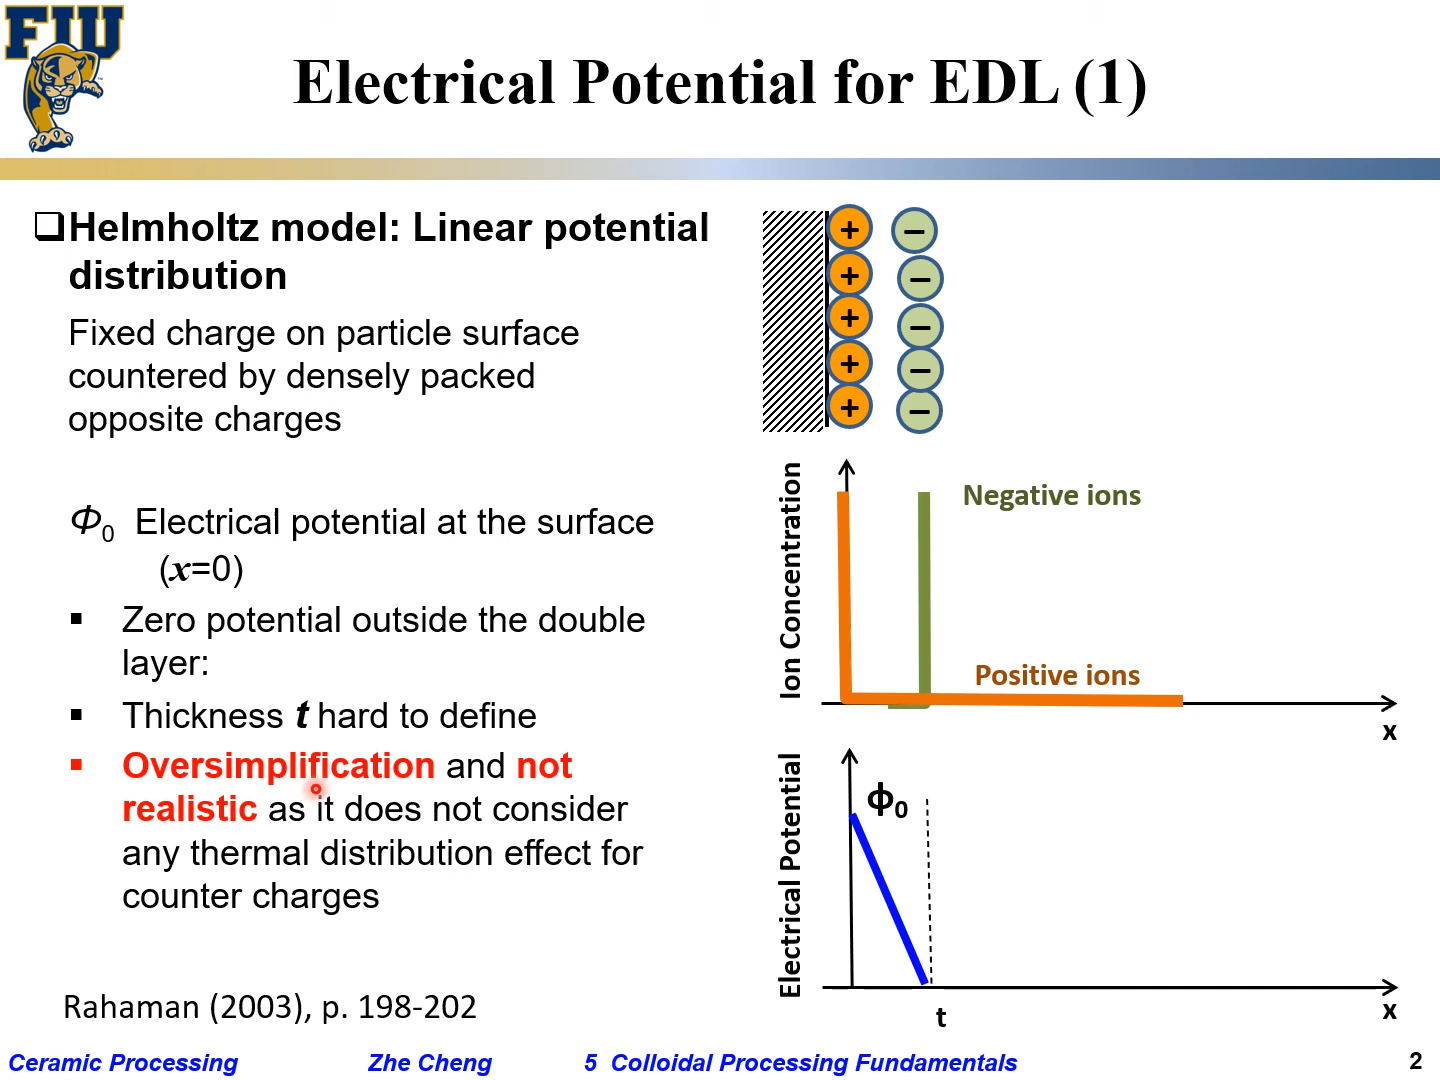 FIU
Electrical Potential for EDL (1)
❑Helmholtz model: Linear potential
distribution
Fixed charge on particle surface
countered by densely packed
opposite charges
Φ0 Electrical potential at the surface
(x=0)
▪ Zero potential outside the double
layer:
▪ Thickness t hard to define
▪ Oversimplification and not
realistic as it does not consider
any thermal distribution effect for
counter charges
Rahaman (2003), p. 198-202
+ –
+ –
+ –
+ –
+ –
Ion Concentration
Negative ions
Positive ions
x
Electrical Potential
ϕ0
t
x
Ceramic Processing Zhe Cheng 5 Colloidal Processing Fundamentals 2